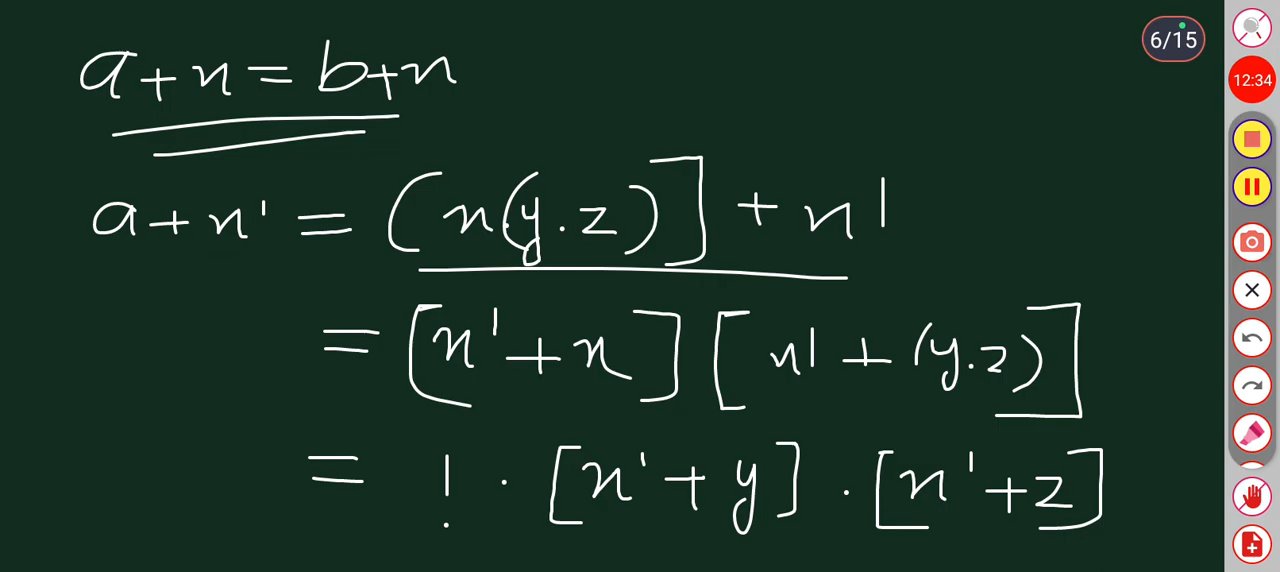 a + x = b + x
6/15
12:34
a + x' = (x(y.z)] + x'
= [x' + x] [x' + (y.z)]
= 1 . [x' + y] . [x' + z]